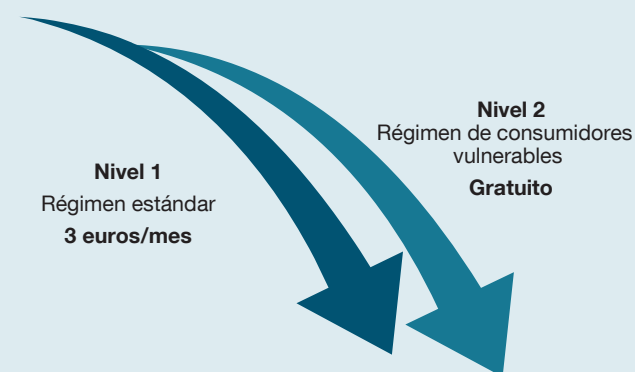 Nivel 1
Régimen estándar
3 euros/mes
Nivel 2
Régimen de consumidores
vulnerables
Gratuito